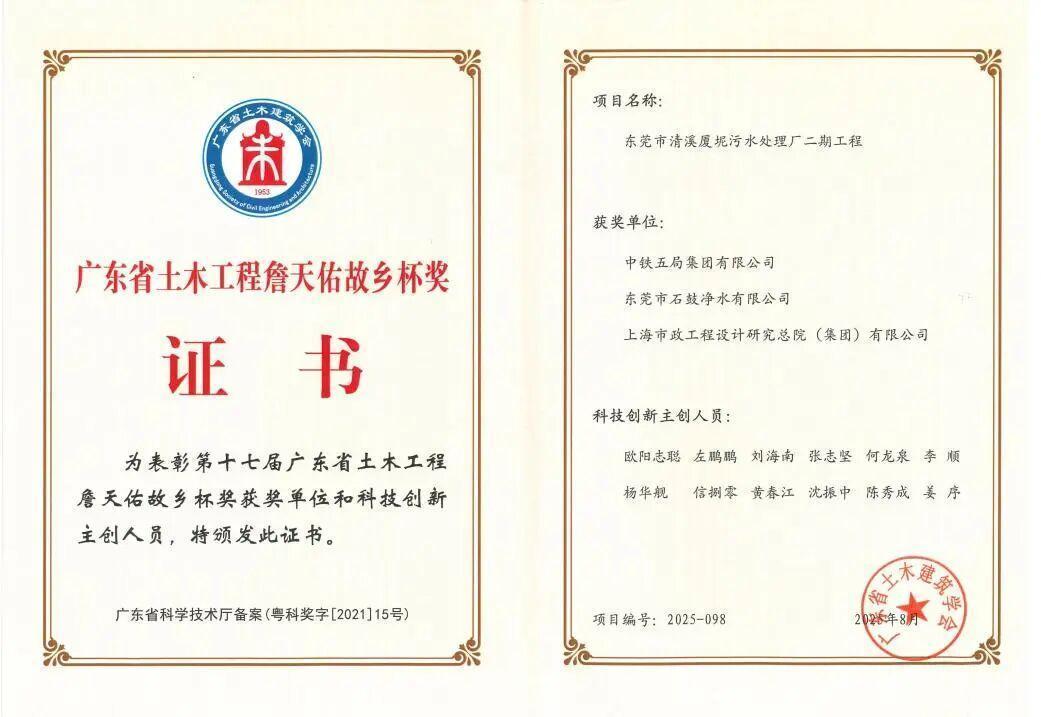 广东省土木建筑学会
1953
Guangdong Society of Civil Engineering and Architecture
广东省土木工程詹天佑故乡杯奖
证书
为表彰第十七届广东省土木工程
詹天佑故乡杯奖获奖单位和科技创新
主创人员，特颁发此证书。
广东省科学技术厅备案(粤科奖字[2021]15号)
项目名称：
东莞市清溪厦坭污水处理厂二期工程
获奖单位：
中铁五局集团有限公司
东莞市石鼓净水有限公司
上海市政工程设计研究总院（集团）有限公司
科技创新主创人员：
欧阳志聪 左鹏鹏 刘海南 张志坚 何龙泉 李顺
杨华舰 信捌零 黄春江 沈振中 陈秀成 姜序
项目编号：2025-098
2025年8月
广东省土木建筑学会